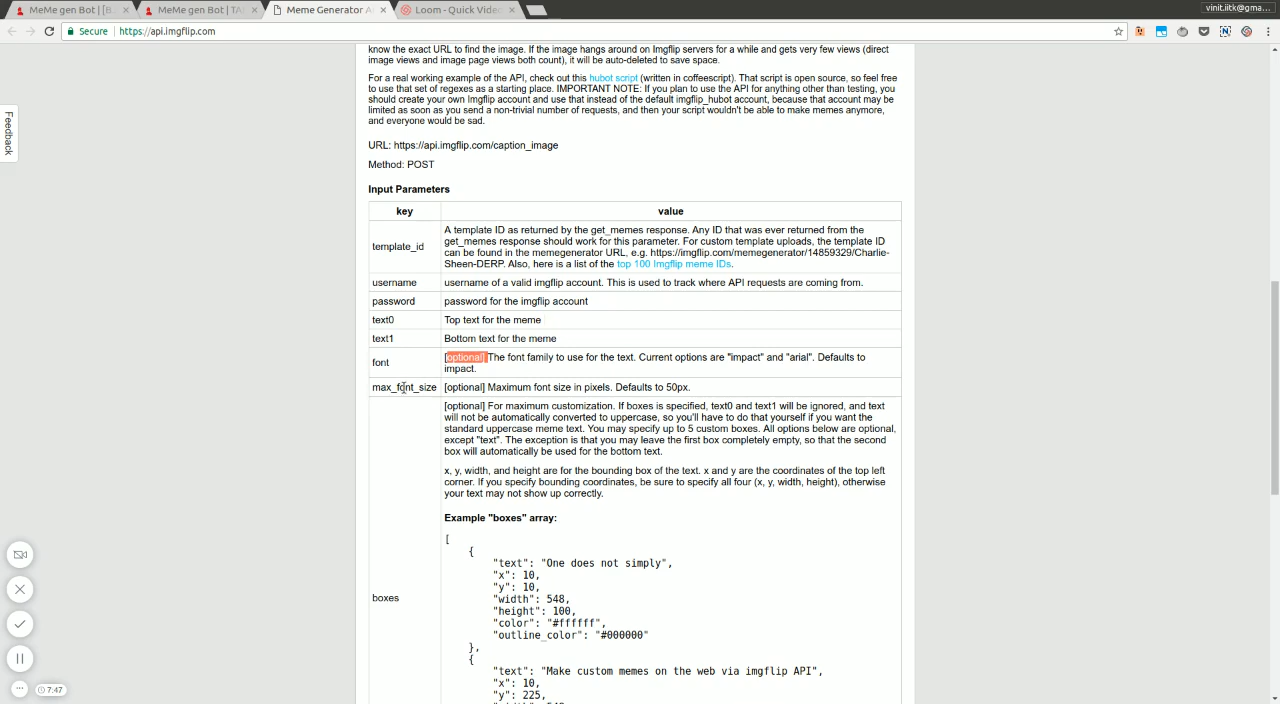 MeMe gen Bot | [B
MeMe gen Bot | TA
Meme Generator A
Loom - Quick Video
vinit.iitk@gma...
Secure
https://api.imgflip.com
Feedback
know the exact URL to find the image. If the image hangs around on Imgflip servers for a while and gets very few views (direct
image views and image page views both count), it will be auto-deleted to save space.
For a real working example of the API, check out this hubot script (written in coffeescript). That script is open source, so feel free
to use that set of regexes as a starting place. IMPORTANT NOTE: If you plan to use the API for anything other than testing, you
should create your own Imgflip account and use that instead of the default imgflip_hubot account, because that account may be
limited as soon as you send a non-trivial number of requests, and then your script wouldn't be able to make memes anymore,
and everyone would be sad.
URL: https://api.imgflip.com/caption_image
Method: POST
Input Parameters
key value
template_id
A template ID as returned by the get_memes response. Any ID that was ever returned from the
get_memes response should work for this parameter. For custom template uploads, the template ID
can be found in the memegenerator URL, e.g. https://imgflip.com/memegenerator/14859329/Charlie-
Sheen-DERP. Also, here is a list of the top 100 Imgflip meme IDs.
username username of a valid imgflip account. This is used to track where API requests are coming from.
password password for the imgflip account
text0 Top text for the meme
text1 Bottom text for the meme
font
[optional] The font family to use for the text. Current options are "impact" and "arial". Defaults to
impact.
max_font_size [optional] Maximum font size in pixels. Defaults to 50px.
boxes
[optional] For maximum customization. If boxes is specified, text0 and text1 will be ignored, and text
will not be automatically converted to uppercase, so you'll have to do that yourself if you want the
standard uppercase meme text. You may specify up to 5 custom boxes. All options below are optional,
except "text". The exception is that you may leave the first box completely empty, so that the second
box will automatically be used for the bottom text.
x, y, width, and height are for the bounding box of the text. x and y are the coordinates of the top left
corner. If you specify bounding coordinates, be sure to specify all four (x, y, width, height), otherwise
your text may not show up correctly.
Example "boxes" array:
[
{
"text": "One does not simply",
"x": 10,
"y": 10,
"width": 548,
"height": 100,
"color": "#ffffff",
"outline_color": "#000000"
},
{
"text": "Make custom memes on the web via imgflip API",
"x": 10,
"y": 225,
7:47